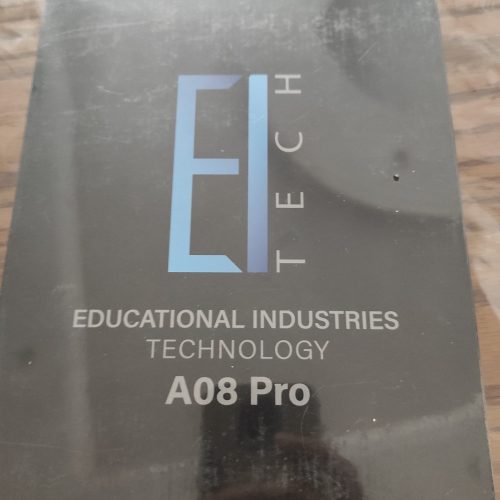 EI TECH
EDUCATIONAL INDUSTRIES
TECHNOLOGY
A08 Pro